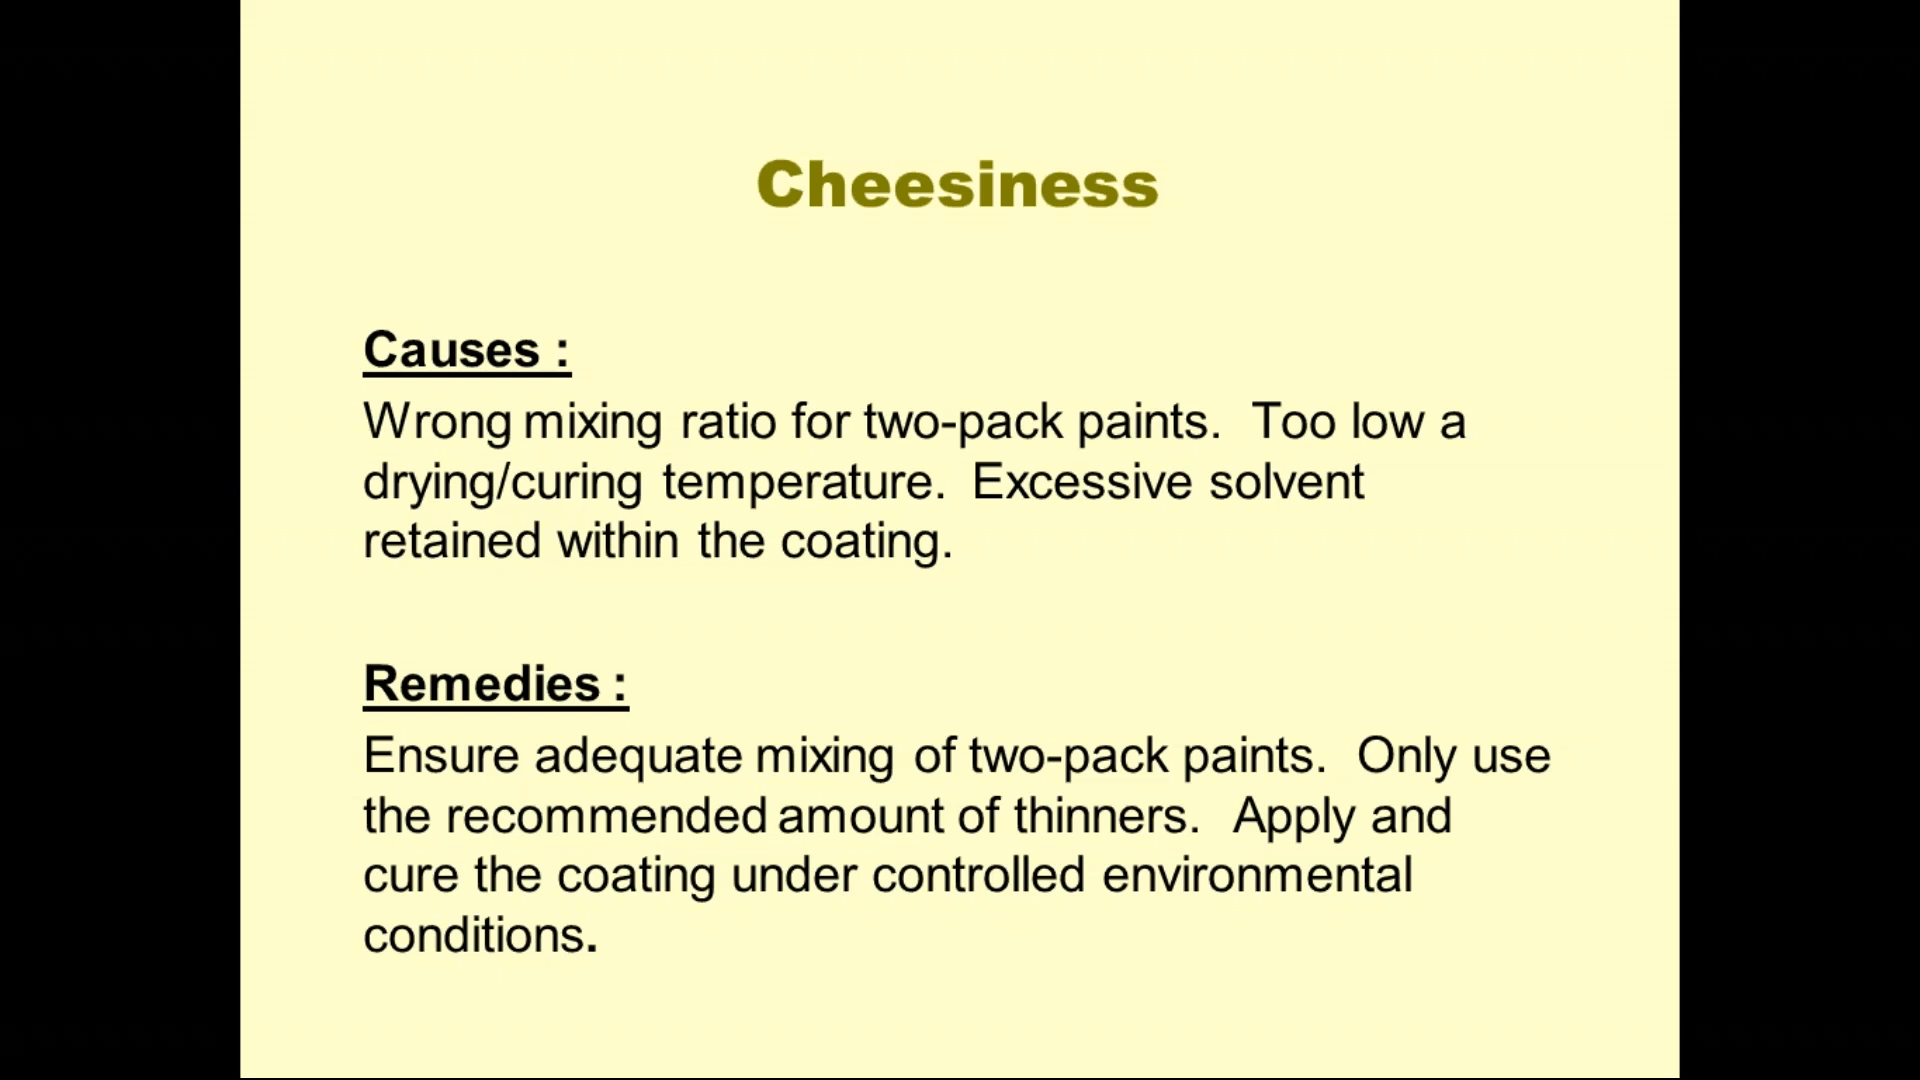 Cheesiness
Causes :
Wrong mixing ratio for two-pack paints.  Too low a
drying/curing temperature.  Excessive solvent
retained within the coating.
Remedies :
Ensure adequate mixing of two-pack paints.  Only use
the recommended amount of thinners.  Apply and
cure the coating under controlled environmental
conditions.